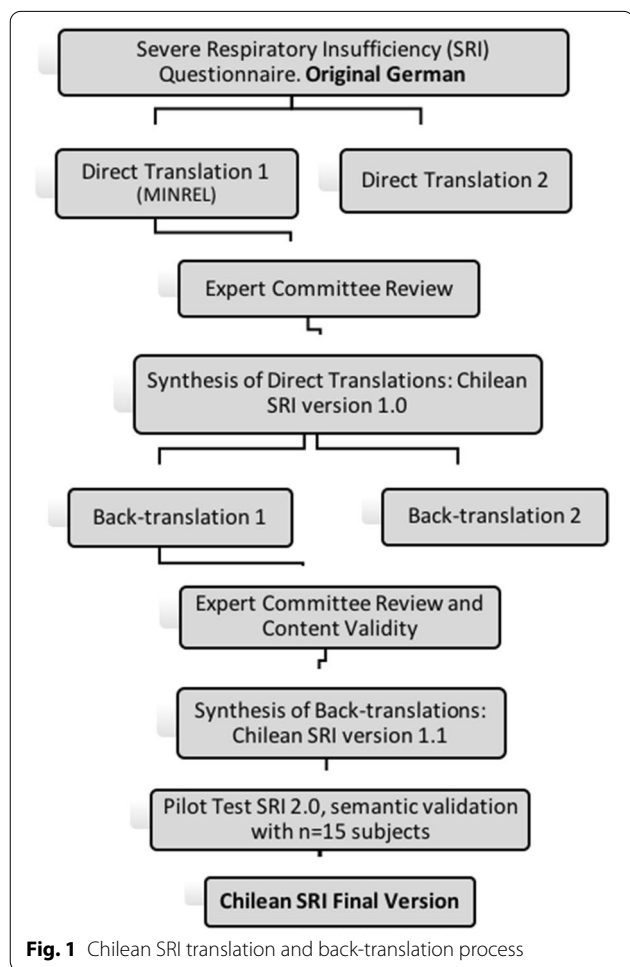 Severe Respiratory Insufficiency (SRI)
Questionnaire. Original German
Direct Translation 1
(MINREL)
Direct Translation 2
Expert Committee Review
Synthesis of Direct Translations: Chilean
SRI version 1.0
Back-translation 1
Back-translation 2
Expert Committee Review and
Content Validity
Synthesis of Back-translations:
Chilean SRI version 1.1
Pilot Test SRI 2.0, semantic validation
with n=15 subjects
Chilean SRI Final Version
Fig. 1 Chilean SRI translation and back-translation process